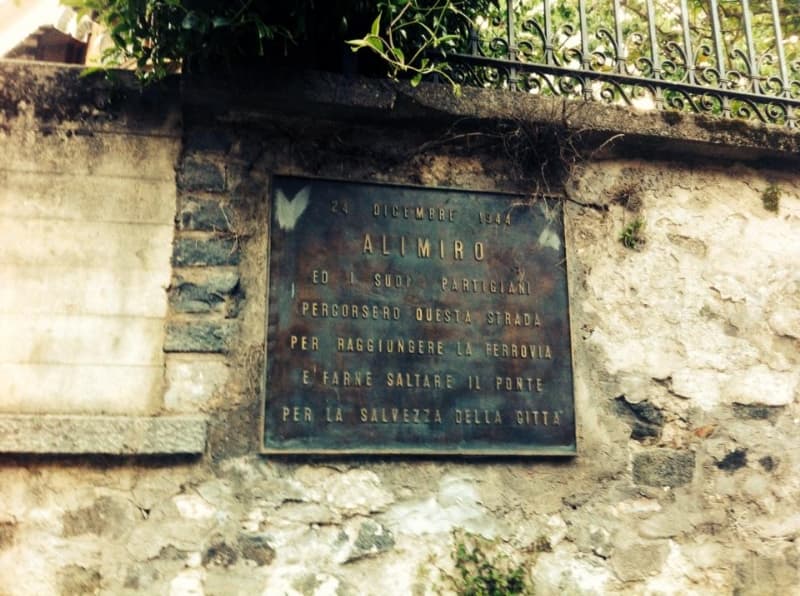 24 DICEMBRE 1944
ALIMIRO
ED I SUOI PARTIGIANI
PERCORSERO QUESTA STRADA
PER RAGGIUNGERE LA FERROVIA
E FARNE SALTARE IL PONTE
PER LA SALVEZZA DELLA CITTÀ